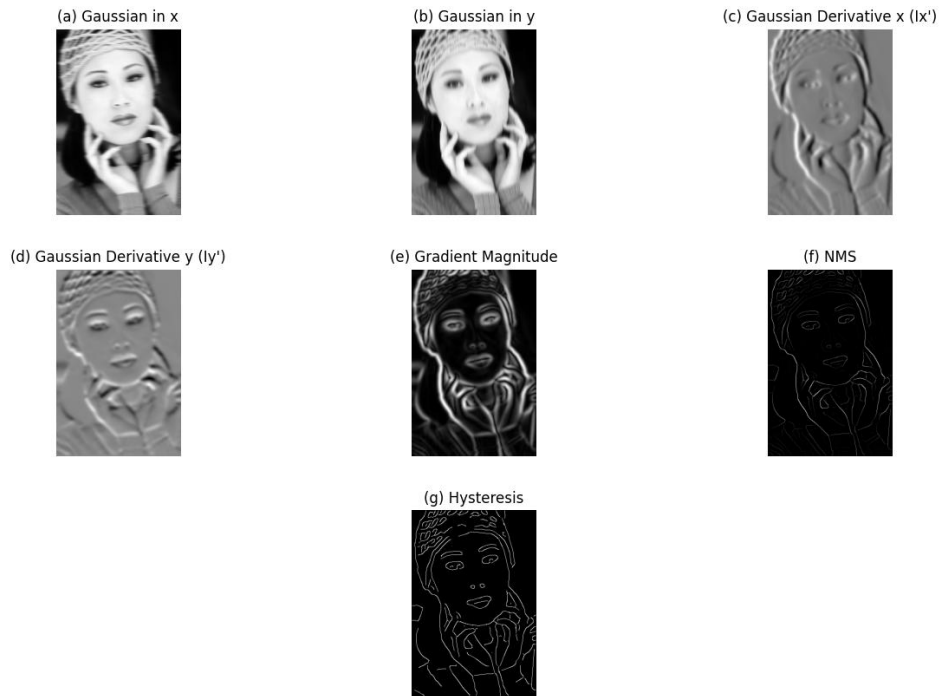 (a) Gaussian in x
(b) Gaussian in y
(c) Gaussian Derivative x (Ix')
(d) Gaussian Derivative y (Iy')
(e) Gradient Magnitude
(f) NMS
(g) Hysteresis